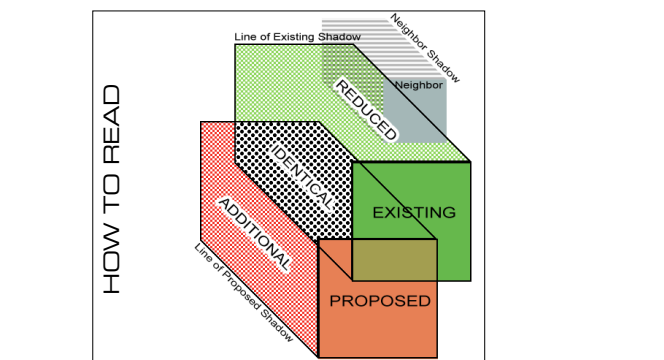 HOW TO READ
Line of Existing Shadow
Neighbor Shadow
Neighbor
REDUCED
IDENTICAL
EXISTING
ADDITIONAL
PROPOSED
Line of Proposed Shadow